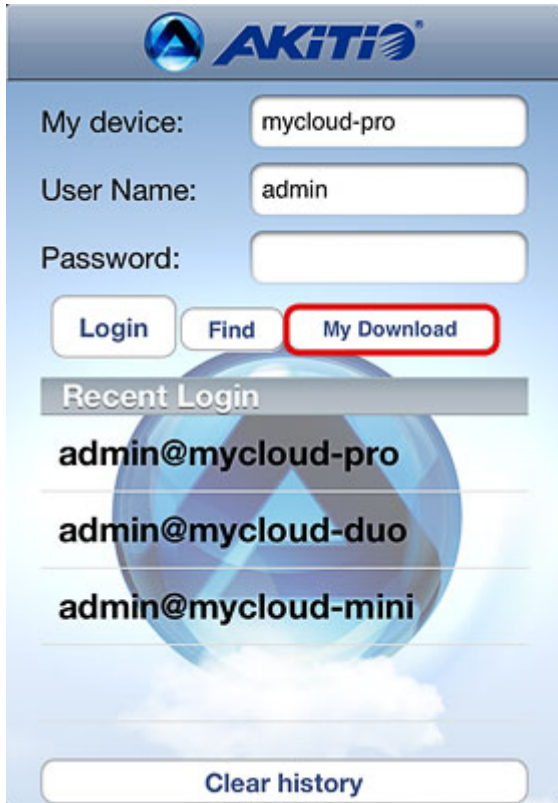 AKiTiO®
My device: mycloud-pro
User Name: admin
Password:
Login Find My Download
Recent Login
admin@mycloud-pro
admin@mycloud-duo
admin@mycloud-mini
Clear history